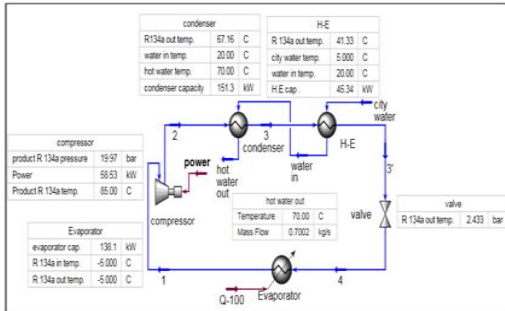 condenser
R134a out temp. 67.16 C
water in temp. 20.00 C
hot water temp. 70.00 C
condenser capacity 151.3 kW
H-E
R 134a out temp. 41.33 C
city water temp. 5.000 C
water in temp. 20.00 C
H.E cap. 45.34 kW
city
water
2
3
condenser
H-E
compressor
product R 134a pressure 19.97 bar
Power 58.53 kW
Product R 134a temp. 85.00 C
power
hot
water
out
water
in
3'
compressor
hot water out
Temperature 70.00 C
Mass Flow 0.7002 kg/s
valve
valve
R 134a out temp. 2.433 bar
Evaporator
evaporator cap. 138.1 kW
R 134a in temp. -5.000 C
R 134a out temp. -5.000 C
1
4
Q-100
Evaporator